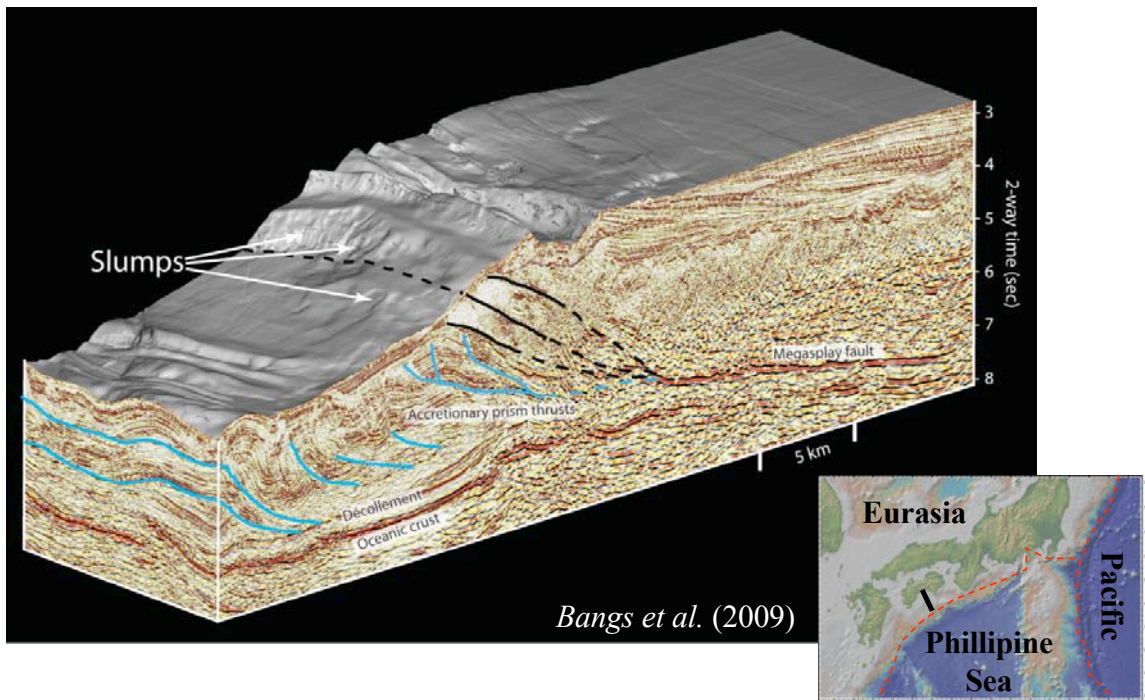 3
4
5
6
7
8
2-way time (sec)
Slumps
Megasplay fault
Accretionary prism thrusts
5 km
Décollement
Oceanic crust
Bangs et al. (2009)
Eurasia
Pacific
Phillipine
Sea